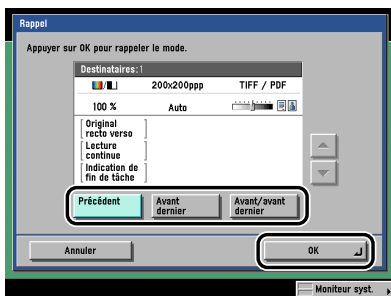 Rappel
Appuyer sur OK pour rappeler le mode.
Destinataires:1
200x200ppp TIFF / PDF
100 % Auto
[ Original recto verso ]
[ Lecture continue ]
[ Indication de fin de tâche ]
Précédent Avant dernier Avant/avant dernier
Annuler OK
Moniteur syst.